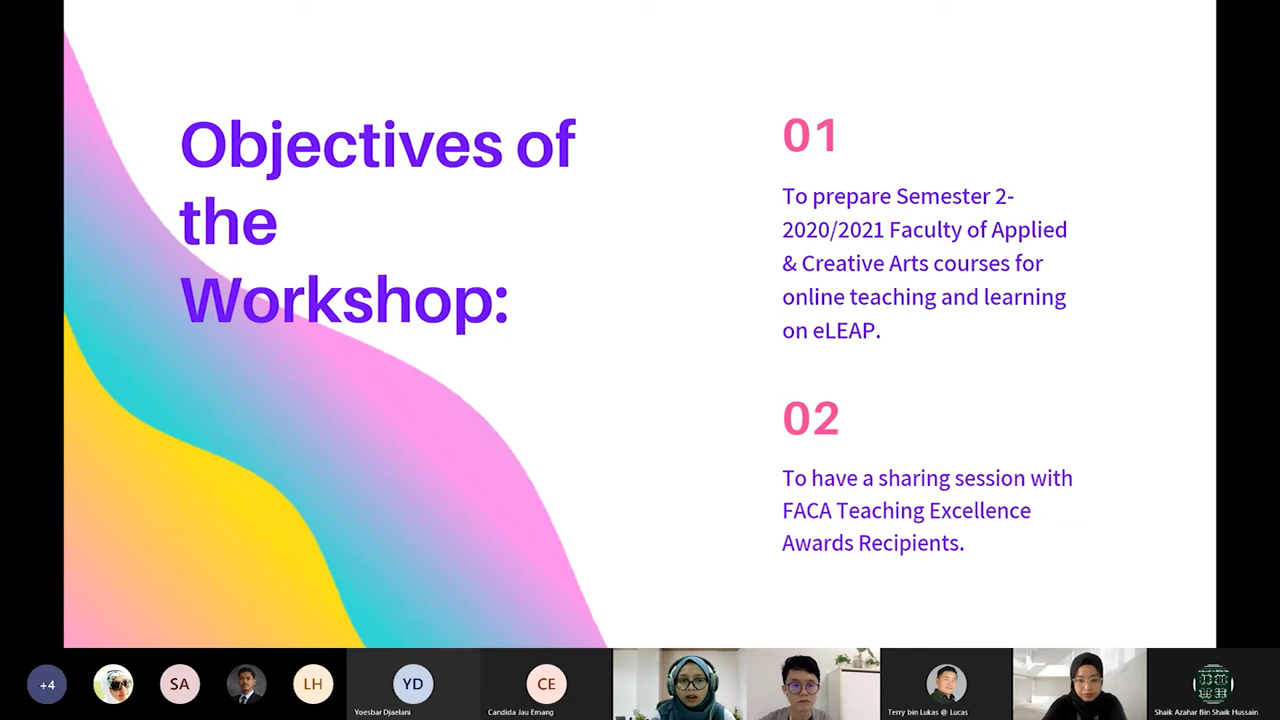 Objectives of
the
Workshop:
01
To prepare Semester 2-
2020/2021 Faculty of Applied
& Creative Arts courses for
online teaching and learning
on eLEAP.
02
To have a sharing session with
FACA Teaching Excellence
Awards Recipients.
+4
SA
LH
YD
Yoesbar Djaelani
CE
Candida Jau Emang
Terry bin Lukas @ Lucas
Shaik Azahar Bin Shaik Hussain